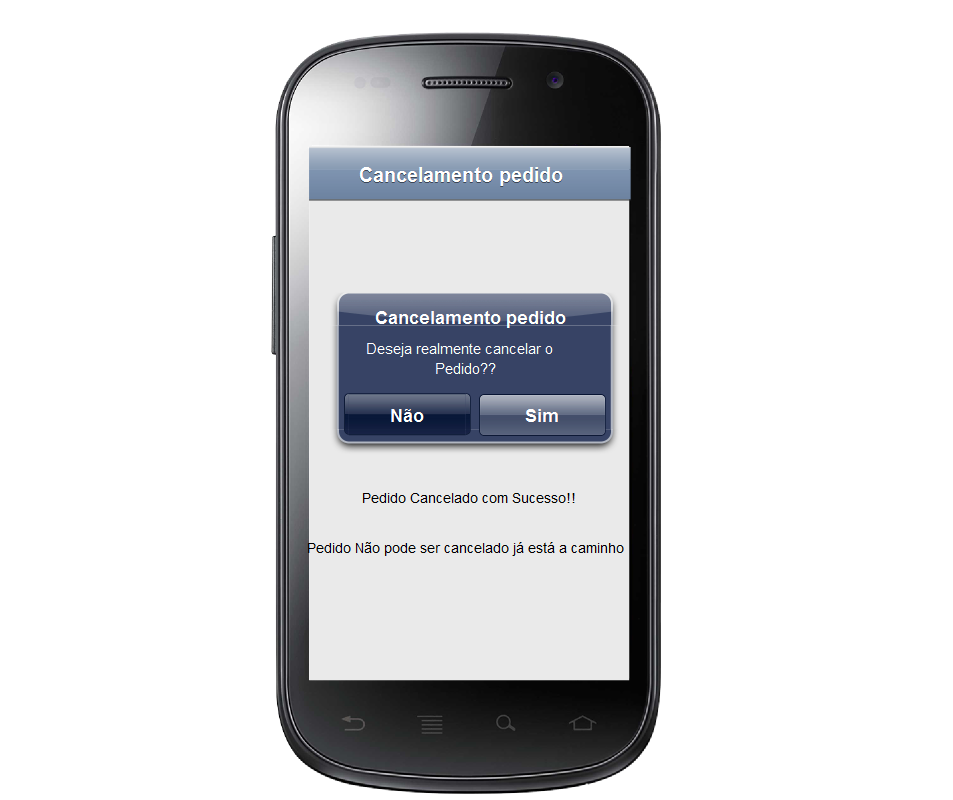 Cancelamento pedido
Cancelamento pedido
Deseja realmente cancelar o
Pedido??
Não
Sim
Pedido Cancelado com Sucesso!!
Pedido Não pode ser cancelado já está a caminho